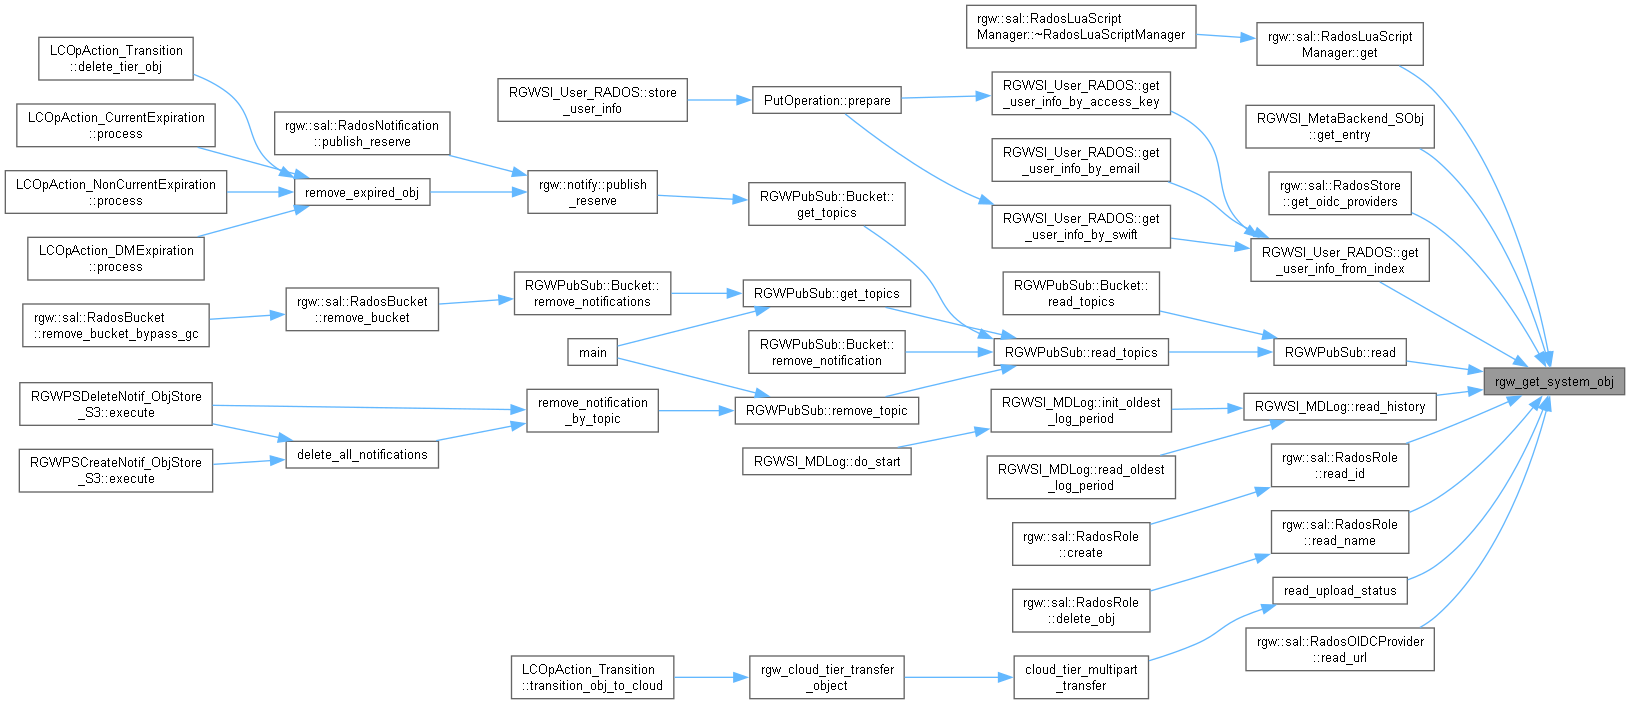 rgw::sal::RadosLuaScript
Manager::~RadosLuaScriptManager
rgw::sal::RadosLuaScript
Manager::get
LCOpAction_Transition
::delete_tier_obj
RGWSI_User_RADOS::store
_user_info
PutOperation::prepare
RGWSI_User_RADOS::get
_user_info_by_access_key
LCOpAction_CurrentExpiration
::process
rgw::sal::RadosNotification
::publish_reserve
RGWSI_MetaBackend_SObj
::get_entry
RGWSI_User_RADOS::get
_user_info_by_email
LCOpAction_NonCurrentExpiration
::process
remove_expired_obj
rgw::notify::publish
_reserve
RGWPubSub::Bucket::
get_topics
rgw::sal::RadosStore
::get_oidc_providers
RGWSI_User_RADOS::get
_user_info_by_swift
LCOpAction_DMExpiration
::process
RGWSI_User_RADOS::get
_user_info_from_index
RGWPubSub::Bucket::
remove_notifications
RGWPubSub::get_topics
RGWPubSub::Bucket::
read_topics
rgw::sal::RadosBucket
::remove_bucket_bypass_gc
rgw::sal::RadosBucket
::remove_bucket
main
RGWPubSub::Bucket::
remove_notification
RGWPubSub::read_topics
RGWPubSub::read
rgw_get_system_obj
RGWPSDeleteNotif_ObjStore
_S3::execute
remove_notification
_by_topic
RGWPubSub::remove_topic
RGWSI_MDLog::init_oldest
_log_period
RGWSI_MDLog::read_history
delete_all_notifications
RGWPSCreateNotif_ObjStore
_S3::execute
RGWSI_MDLog::do_start
RGWSI_MDLog::read_oldest
_log_period
rgw::sal::RadosRole
::read_id
rgw::sal::RadosRole
::create
rgw::sal::RadosRole
::read_name
rgw::sal::RadosRole
::delete_obj
read_upload_status
rgw::sal::RadosOIDCProvider
::read_url
LCOpAction_Transition
::transition_obj_to_cloud
rgw_cloud_tier_transfer
_object
cloud_tier_multipart
_transfer